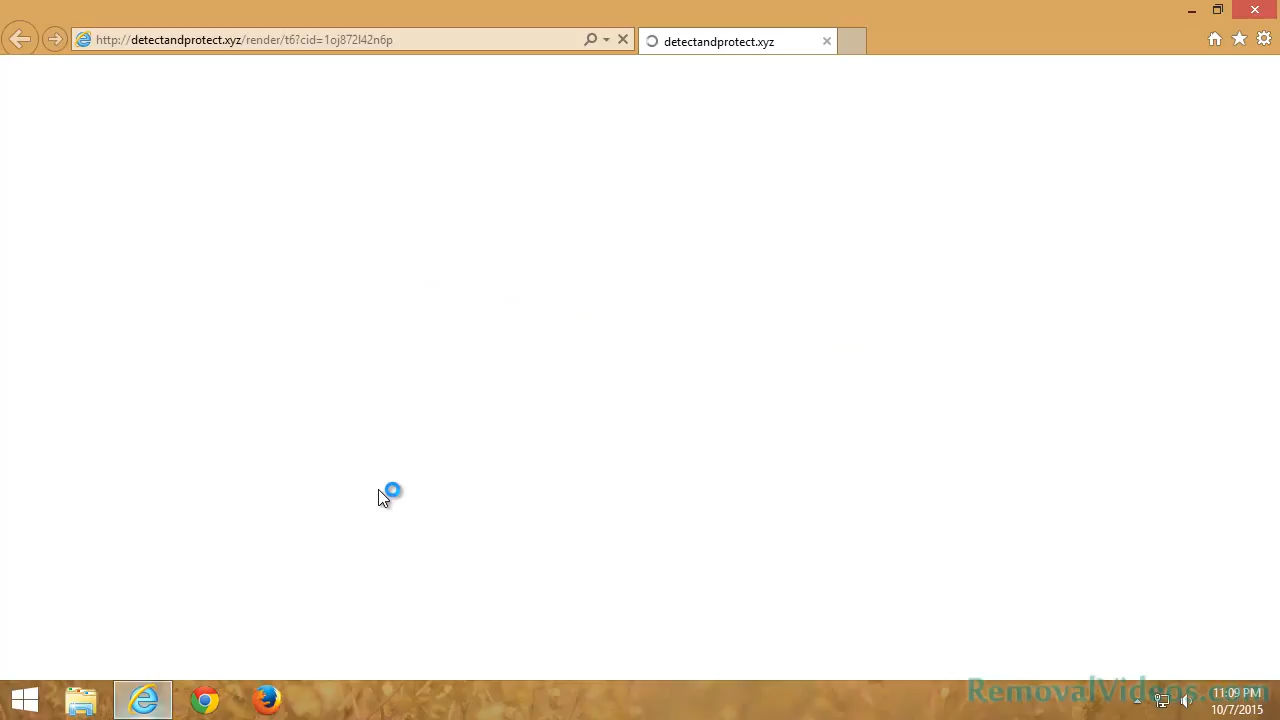 http://detectandprotect.xyz/render/t6?cid=1oj872l42n6p
detectandprotect.xyz
RemovalVideos.com
11:09 PM
10/7/2015